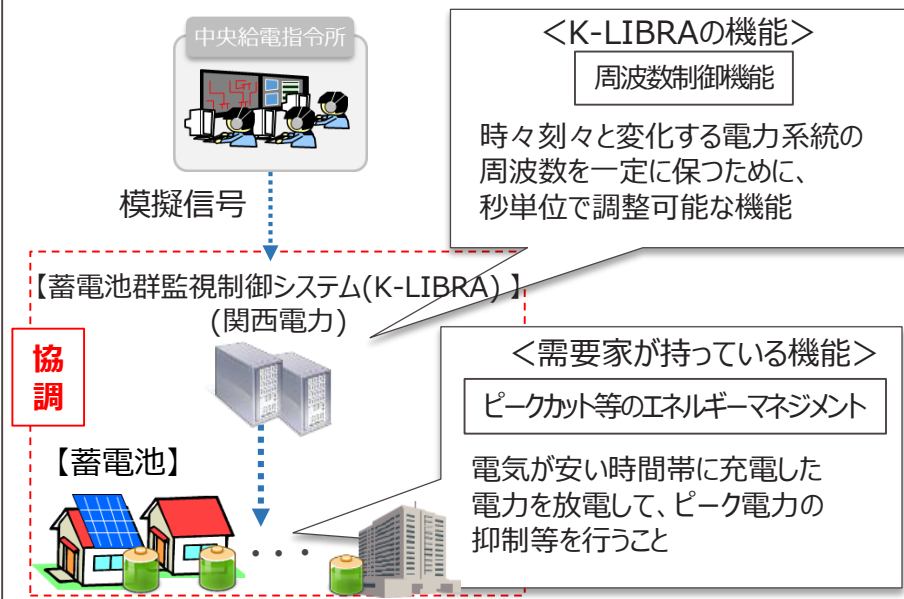 中央給電指令所
模擬信号
＜K-LIBRAの機能＞
周波数制御機能
時々刻々と変化する電力系統の
周波数を一定に保つために、
秒単位で調整可能な機能
【蓄電池群監視制御システム(K-LIBRA) 】
(関西電力)
協
調
【蓄電池】
・・・
＜需要家が持っている機能＞
ピークカット等のエネルギーマネジメント
電気が安い時間帯に充電した
電力を放電して、ピーク電力の
抑制等を行うこと